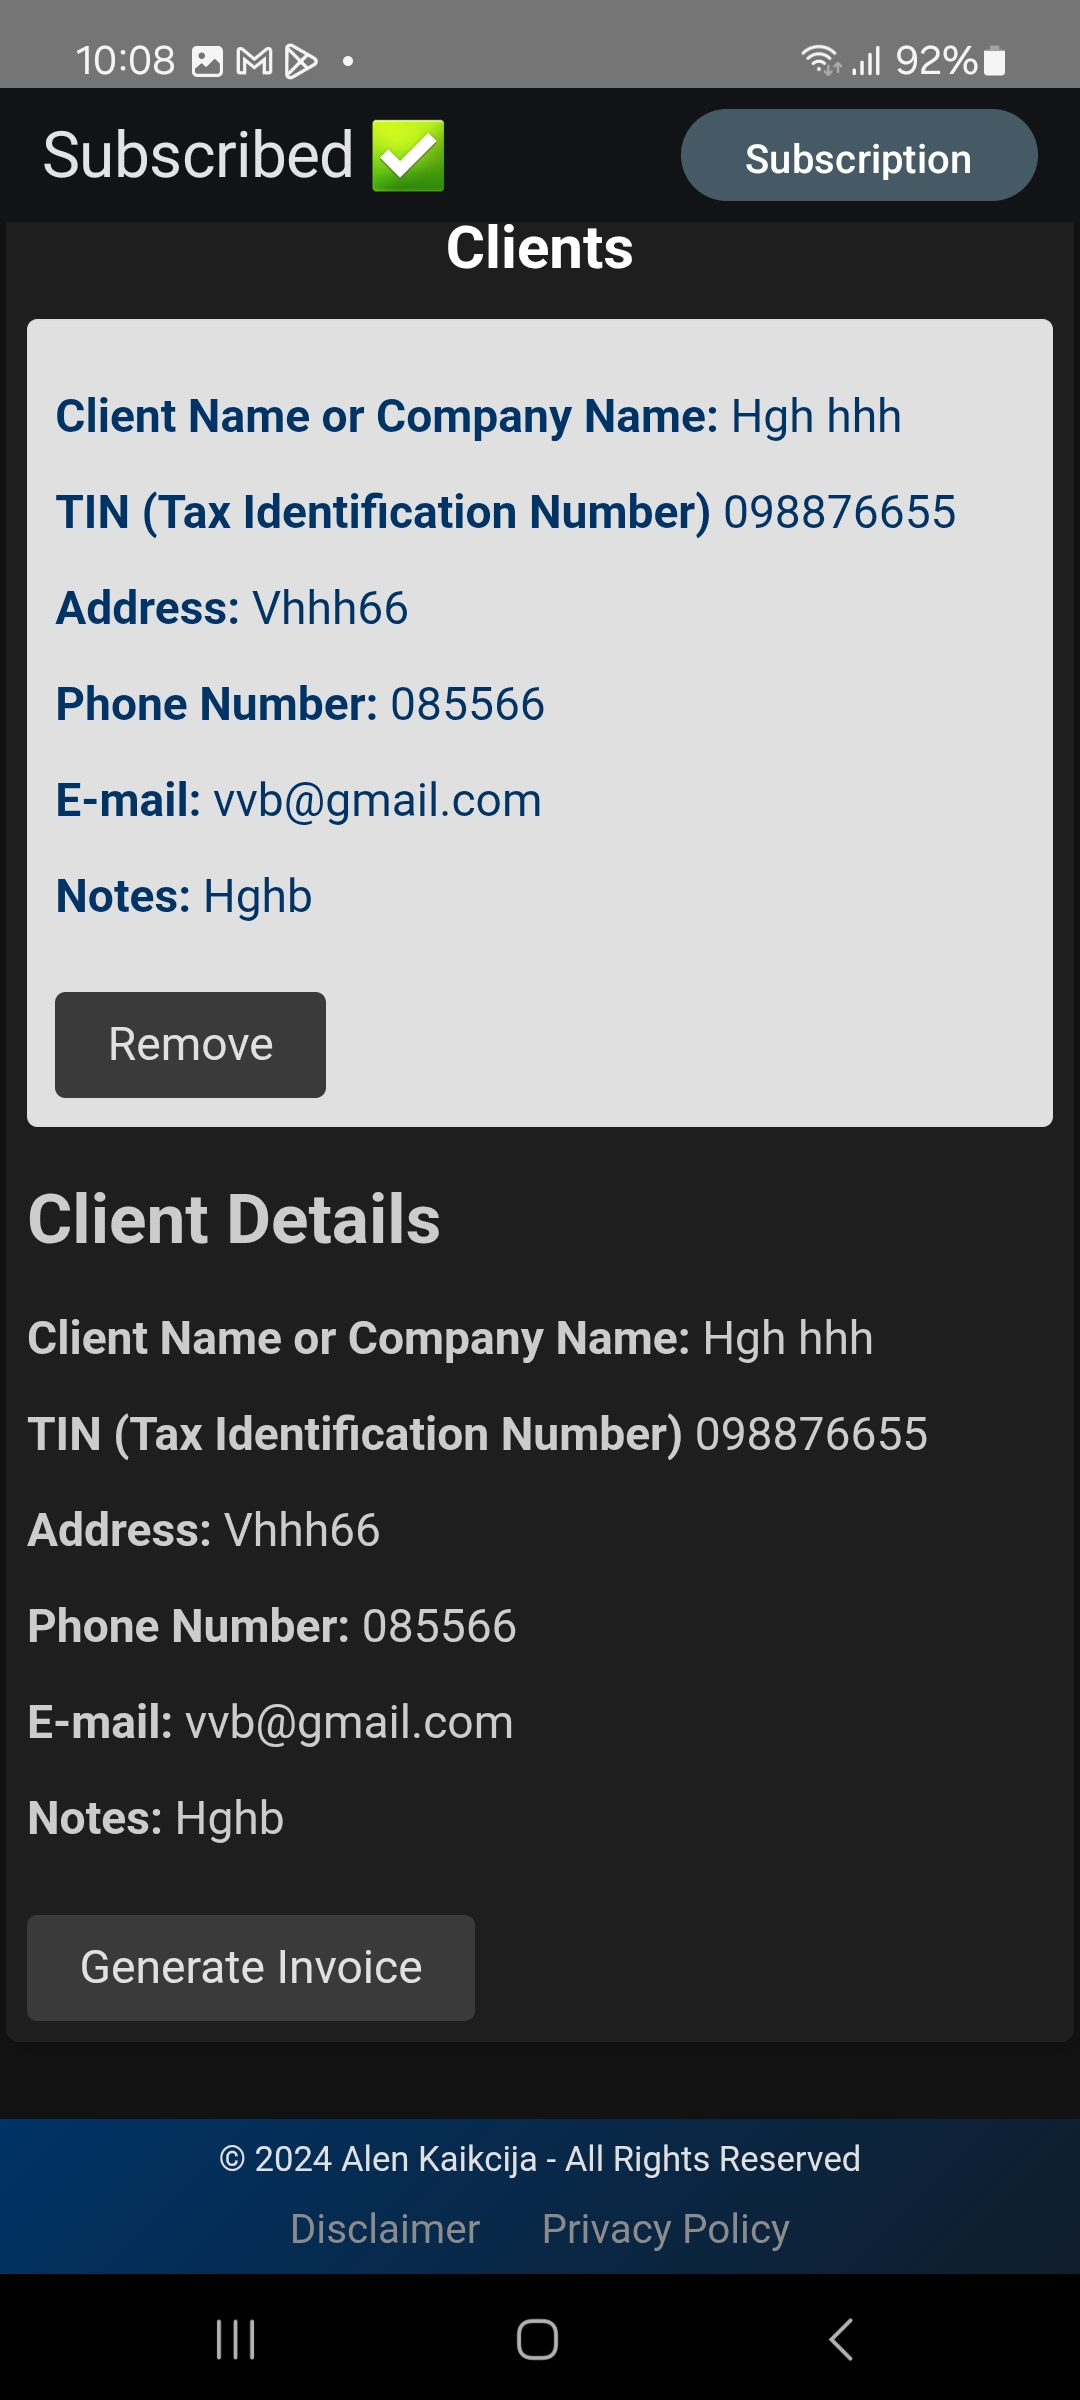 10:08
92%
Subscribed ✅
Subscription
Clients
Client Name or Company Name: Hgh hhh
TIN (Tax Identification Number) 098876655
Address: Vhhh66
Phone Number: 085566
E-mail: vvb@gmail.com
Notes: Hghb
Remove
Client Details
Client Name or Company Name: Hgh hhh
TIN (Tax Identification Number) 098876655
Address: Vhhh66
Phone Number: 085566
E-mail: vvb@gmail.com
Notes: Hghb
Generate Invoice
© 2024 Alen Kaikcija - All Rights Reserved
Disclaimer Privacy Policy